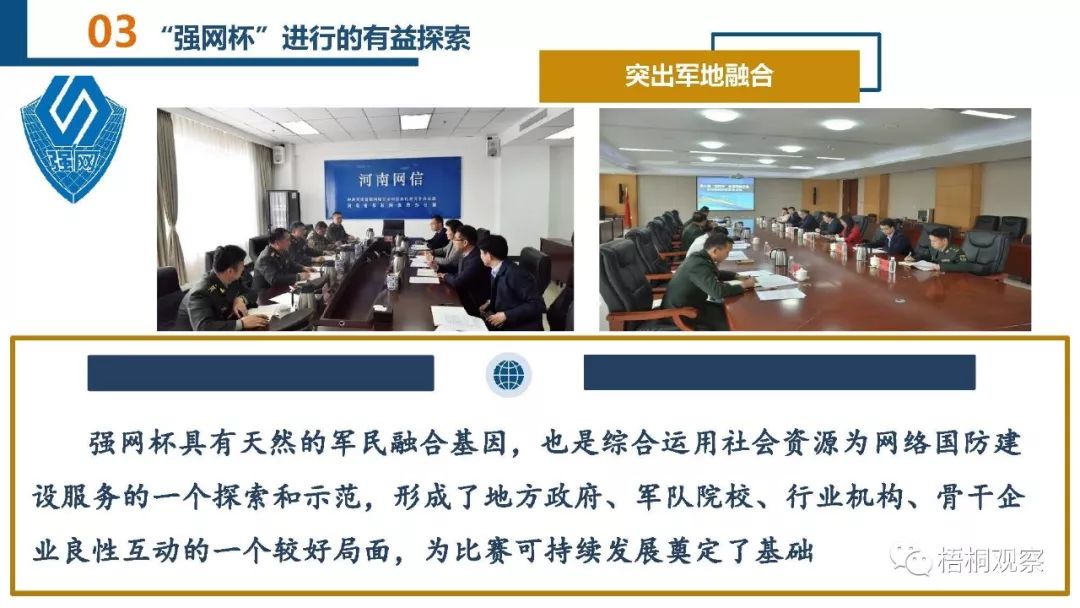 03 “强网杯”进行的有益探索
突出军地融合
强网
河南网信
强网杯具有天然的军民融合基因，也是综合运用社会资源为网络国防建
设服务的一个探索和示范，形成了地方政府、军队院校、行业机构、骨干企
业良性互动的一个较好局面，为比赛可持续发展奠定了基础
梧桐观察